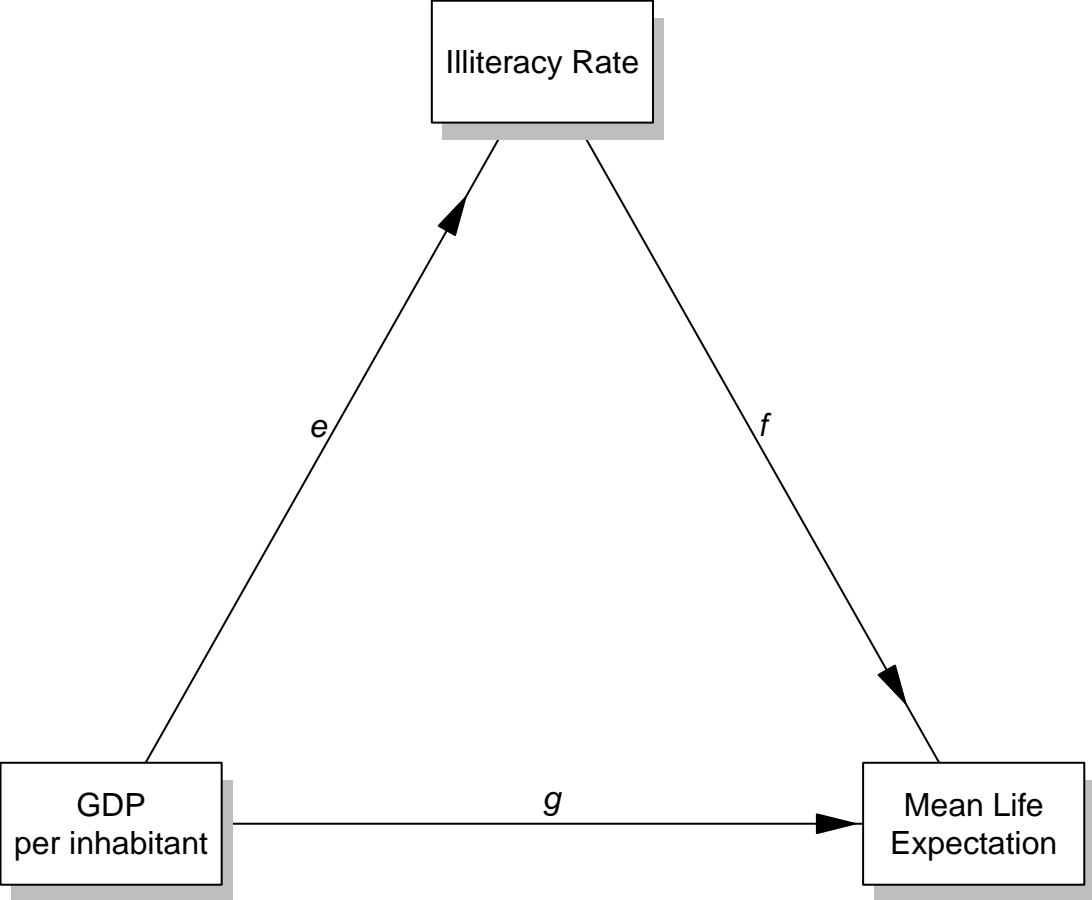 Illiteracy Rate
e
f
g
GDP
per inhabitant
Mean Life
Expectation